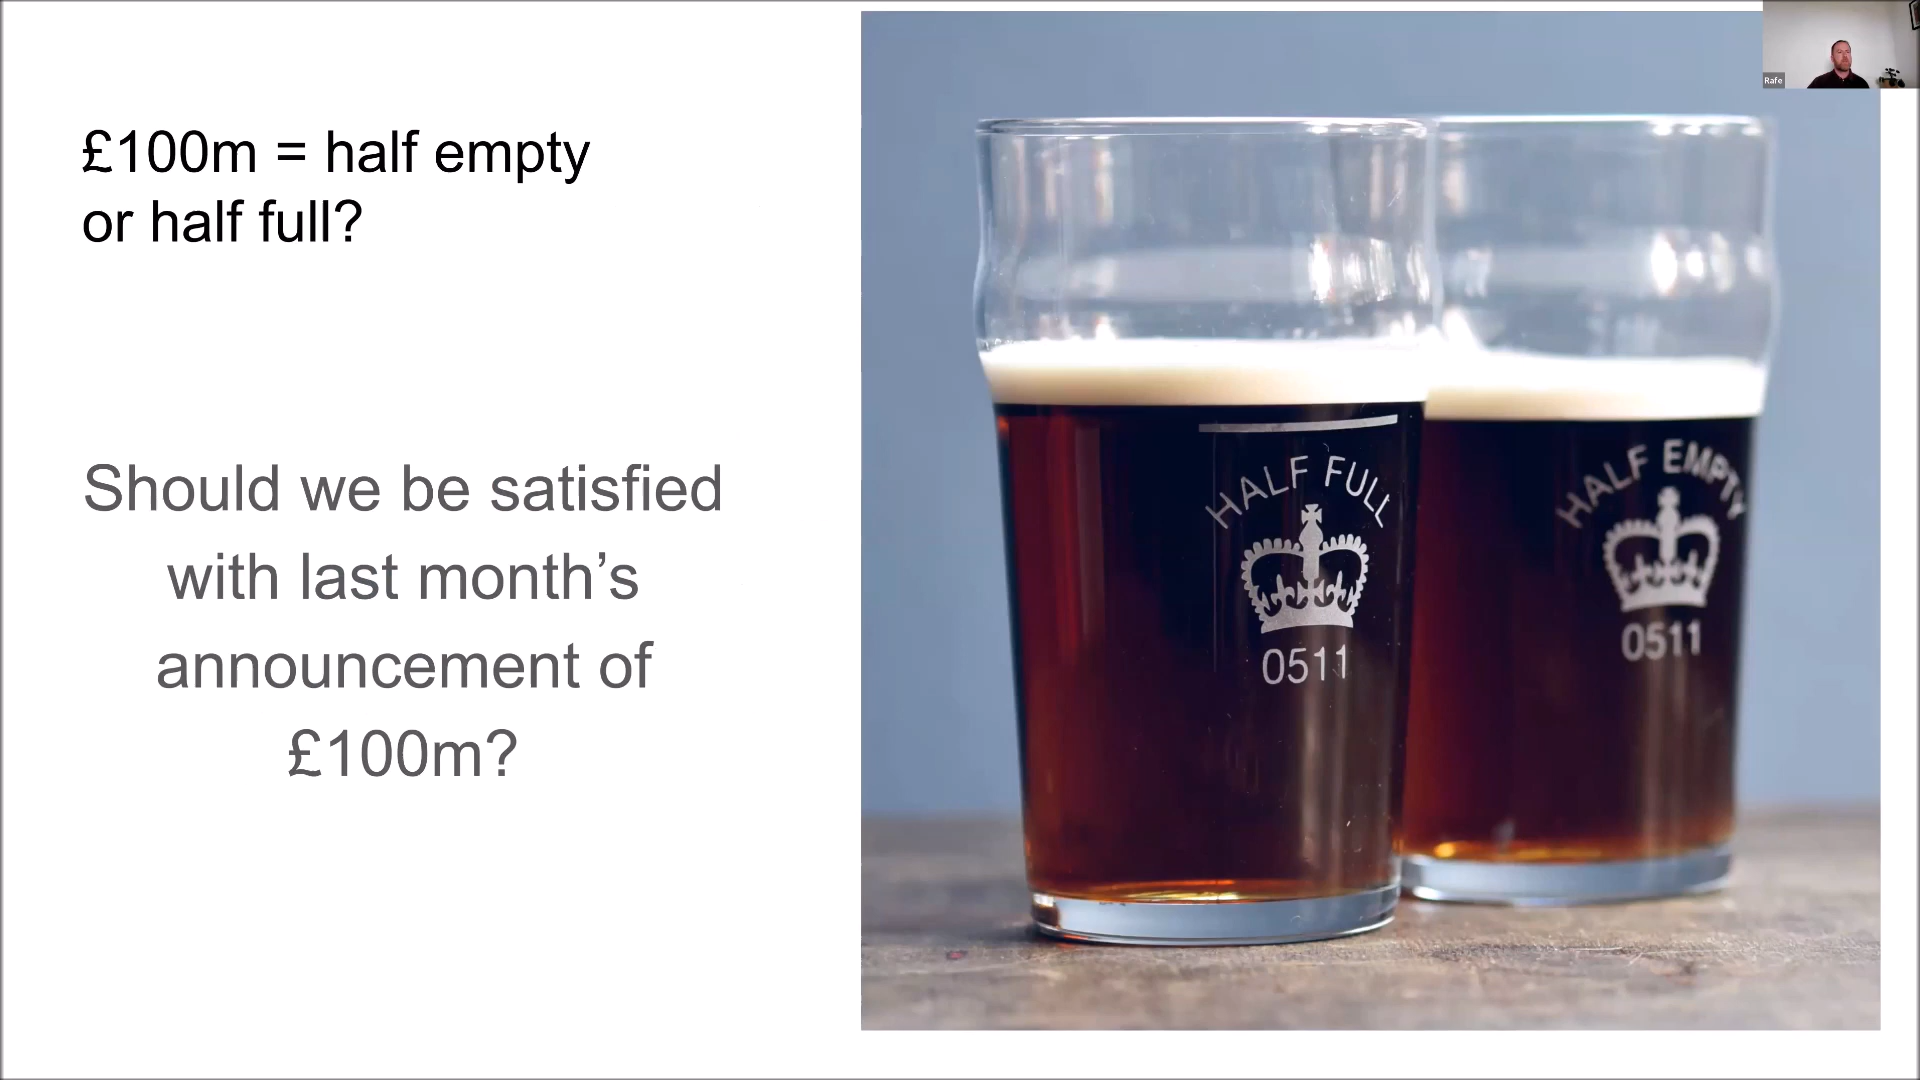 £100m = half empty
or half full?
Should we be satisfied
with last month’s
announcement of
£100m?
HALF FULL
0511
HALF EMPTY
0511
Rafe